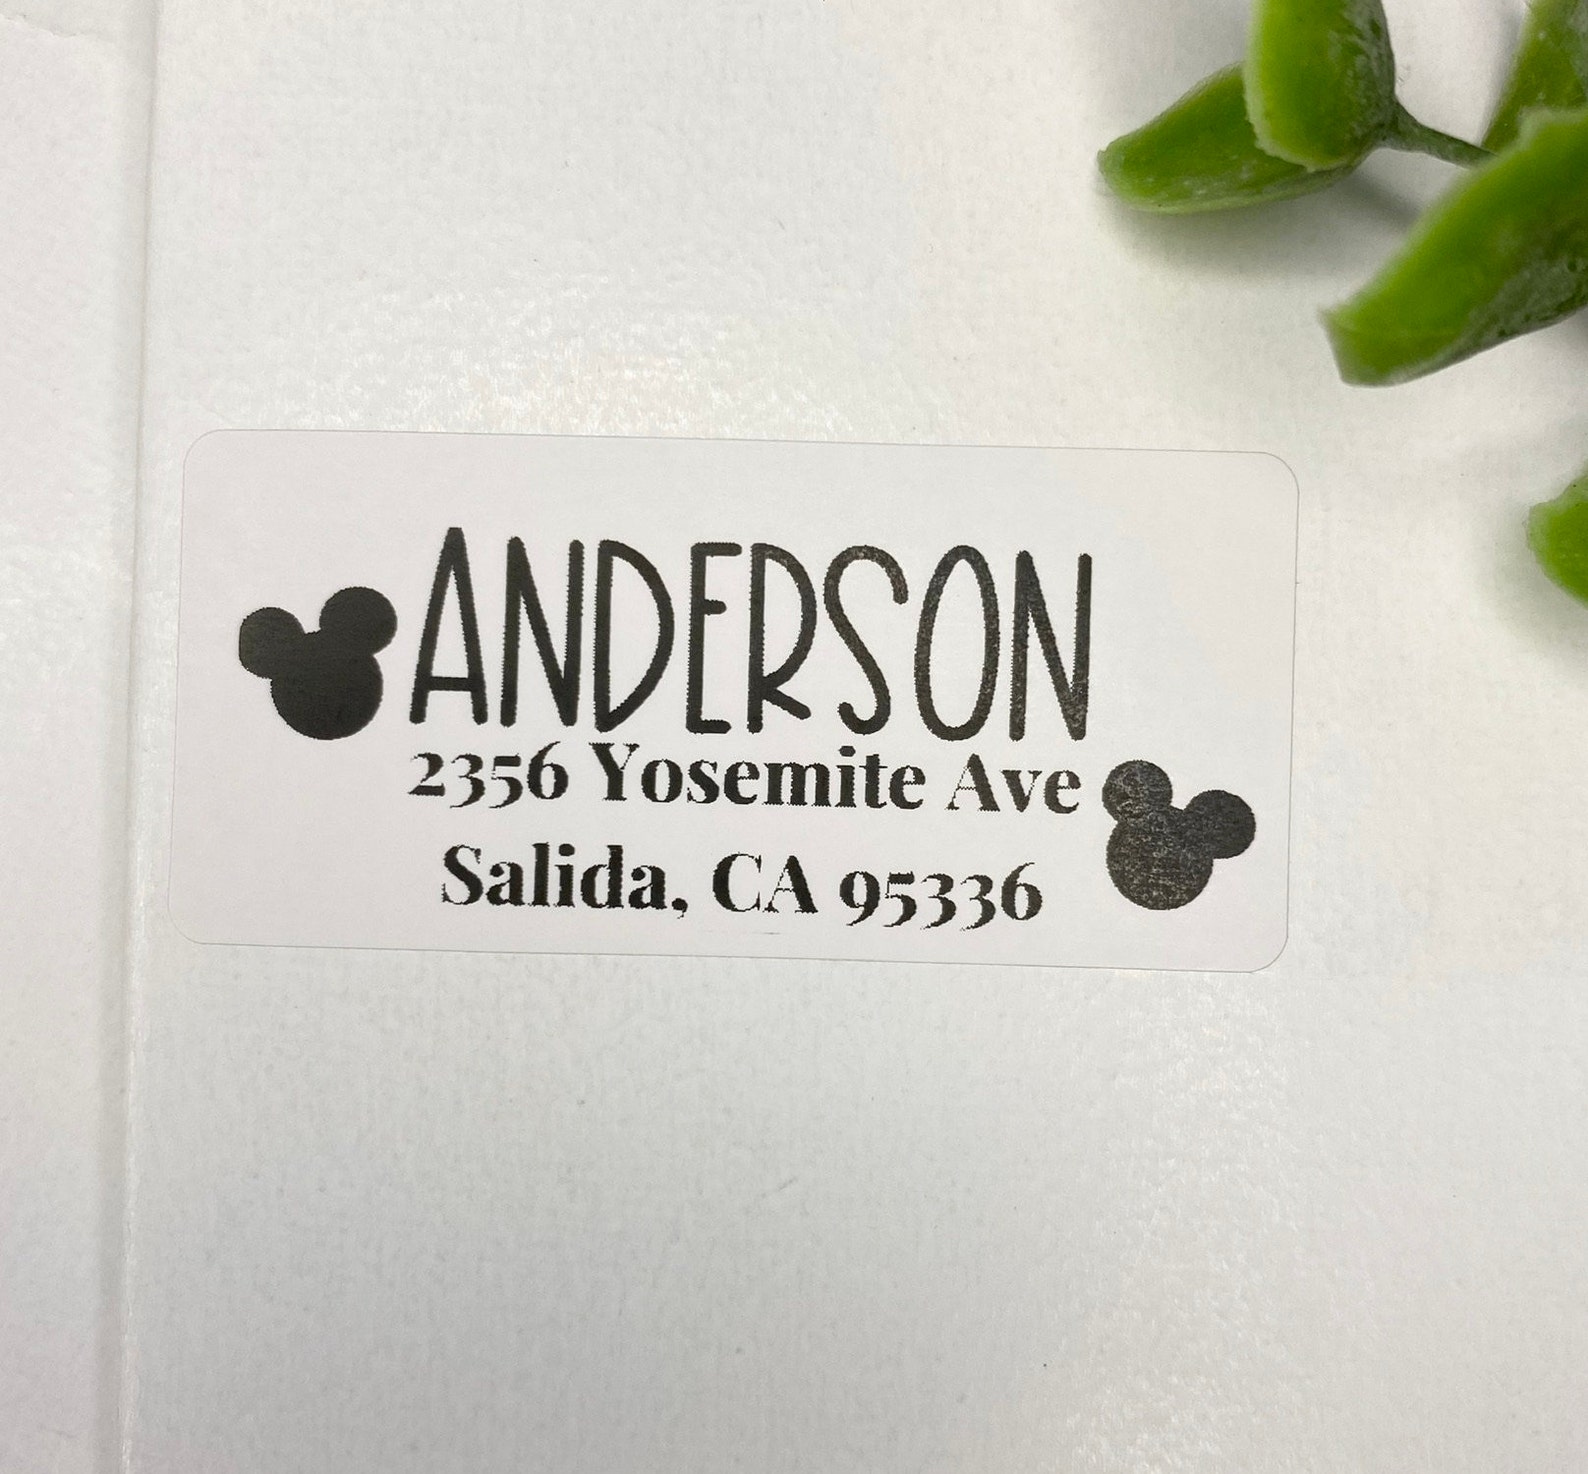 ANDERSON
2356 Yosemite Ave
Salida, CA 95336